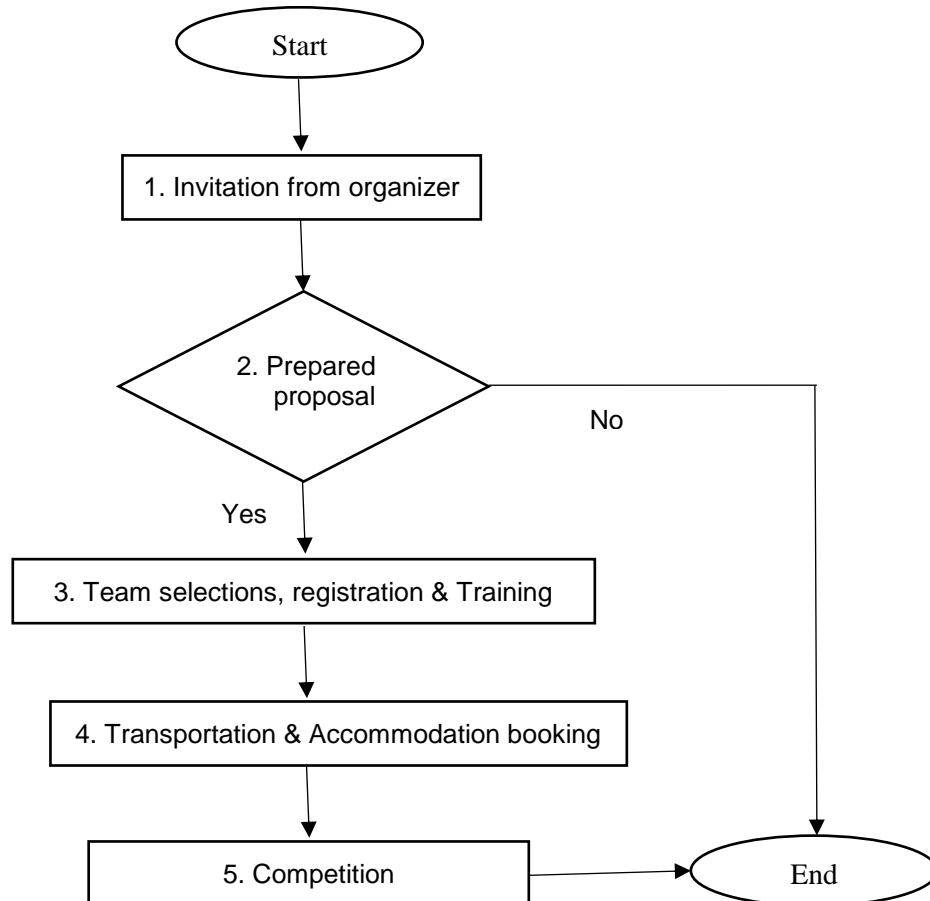 Start
1. Invitation from organizer
2. Prepared
proposal
No
Yes
3. Team selections, registration & Training
4. Transportation & Accommodation booking
5. Competition
End